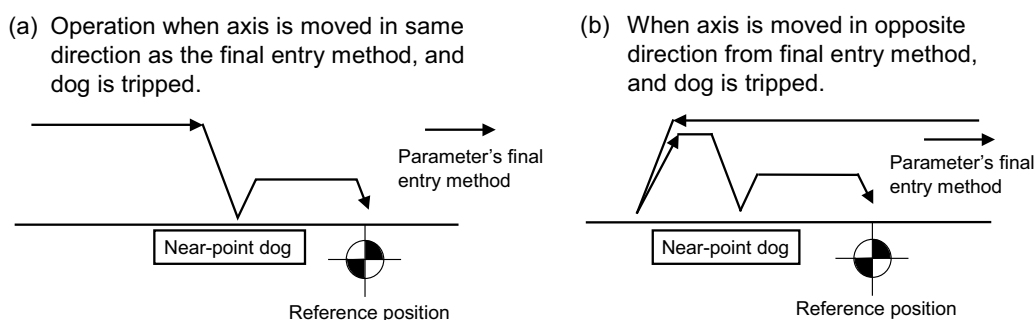 (a) Operation when axis is moved in same
direction as the final entry method, and
dog is tripped.
Parameter's final
entry method
Near-point dog
Reference position
(b) When axis is moved in opposite
direction from final entry method,
and dog is tripped.
Parameter's final
entry method
Near-point dog
Reference position